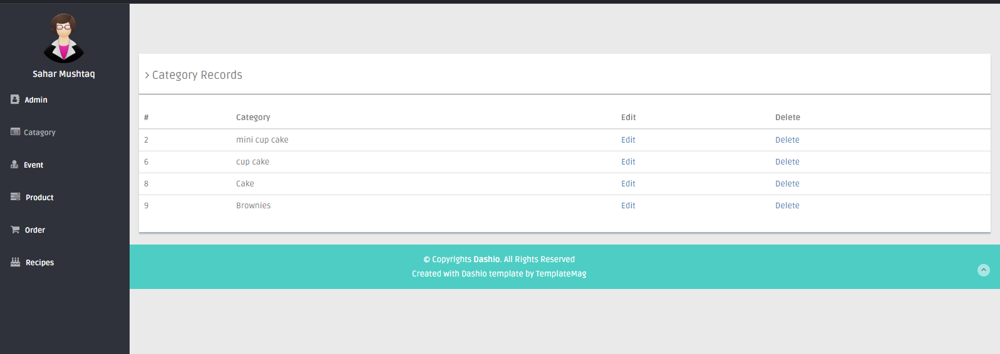 Sahar Mushtaq
Admin
Catagory
Event
Product
Order
Recipes
Category Records
# Category Edit Delete
2 mini cup cake Edit Delete
6 cup cake Edit Delete
8 Cake Edit Delete
9 Brownies Edit Delete
© Copyrights Dashio. All Rights Reserved
Created with Dashio template by TemplateMag